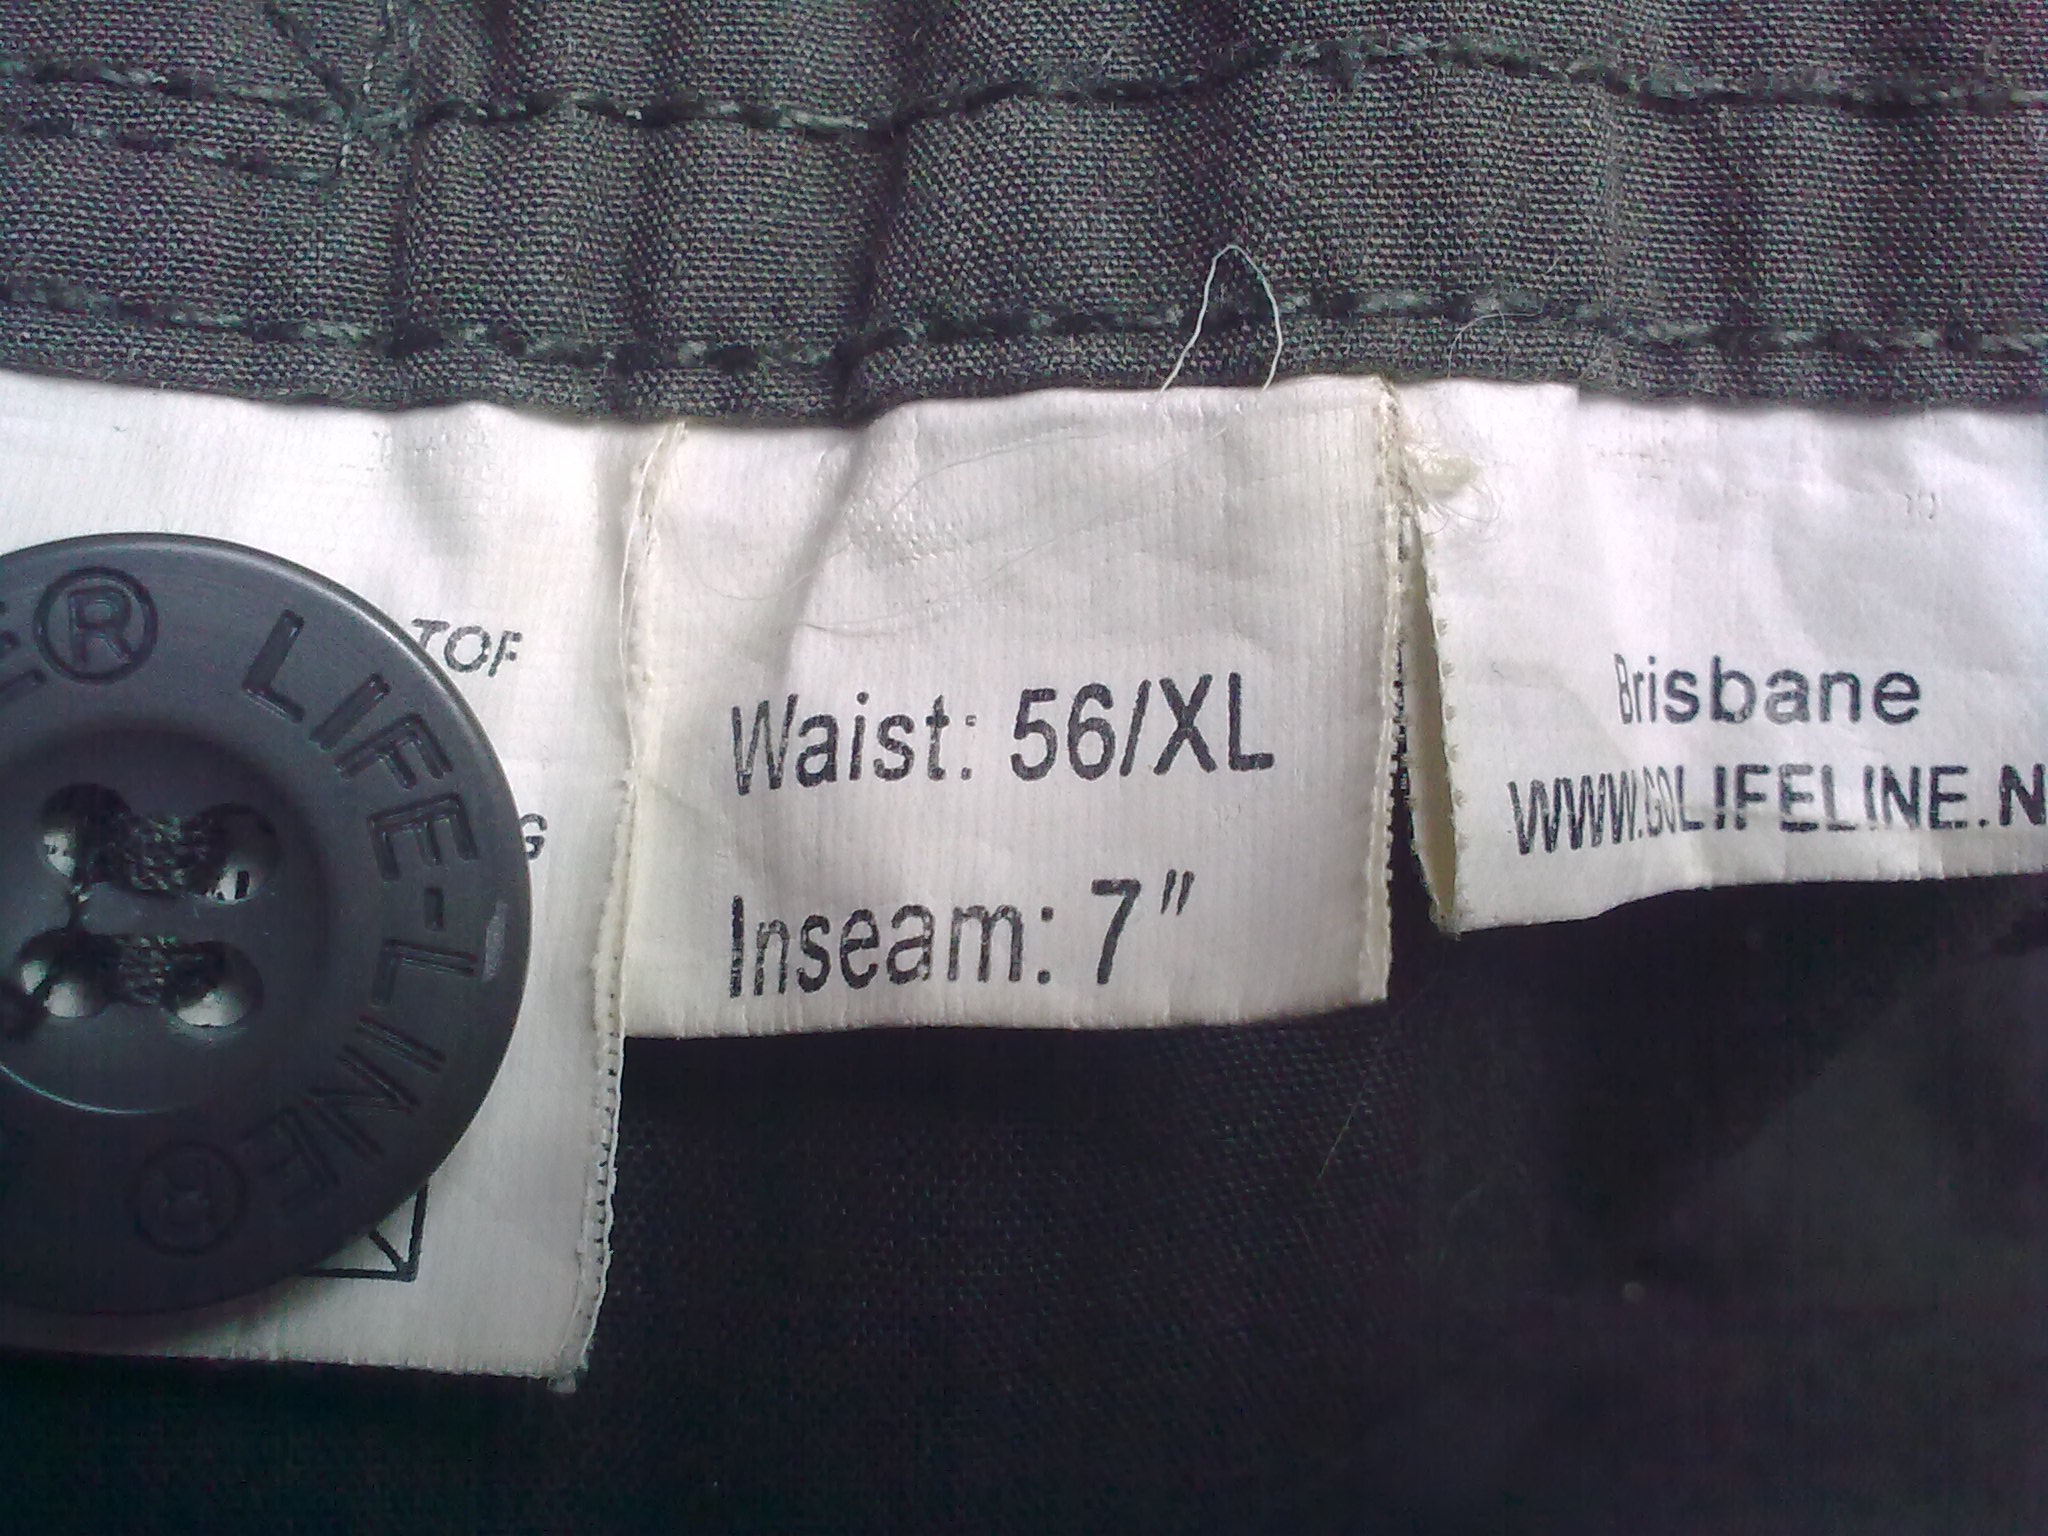 ® LIFE-LINE®
TOF
G
Waist: 56/XL
Inseam: 7"
Brisbane
WWW.GOLIFELINE.N